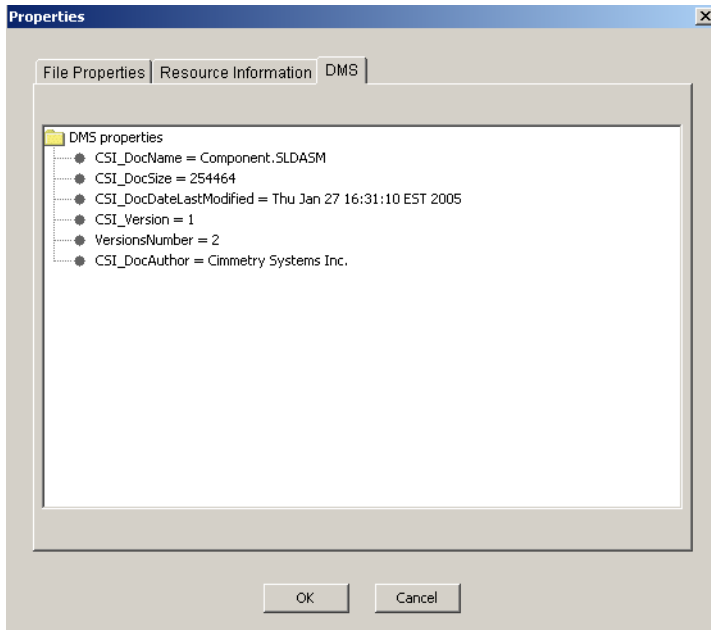 Properties
File Properties Resource Information DMS
DMS properties
CSI_DocName = Component.SLDASM
CSI_DocSize = 254464
CSI_DocDateLastModified = Thu Jan 27 16:31:10 EST 2005
CSI_Version = 1
VersionsNumber = 2
CSI_DocAuthor = Cimmetry Systems Inc.
OK Cancel